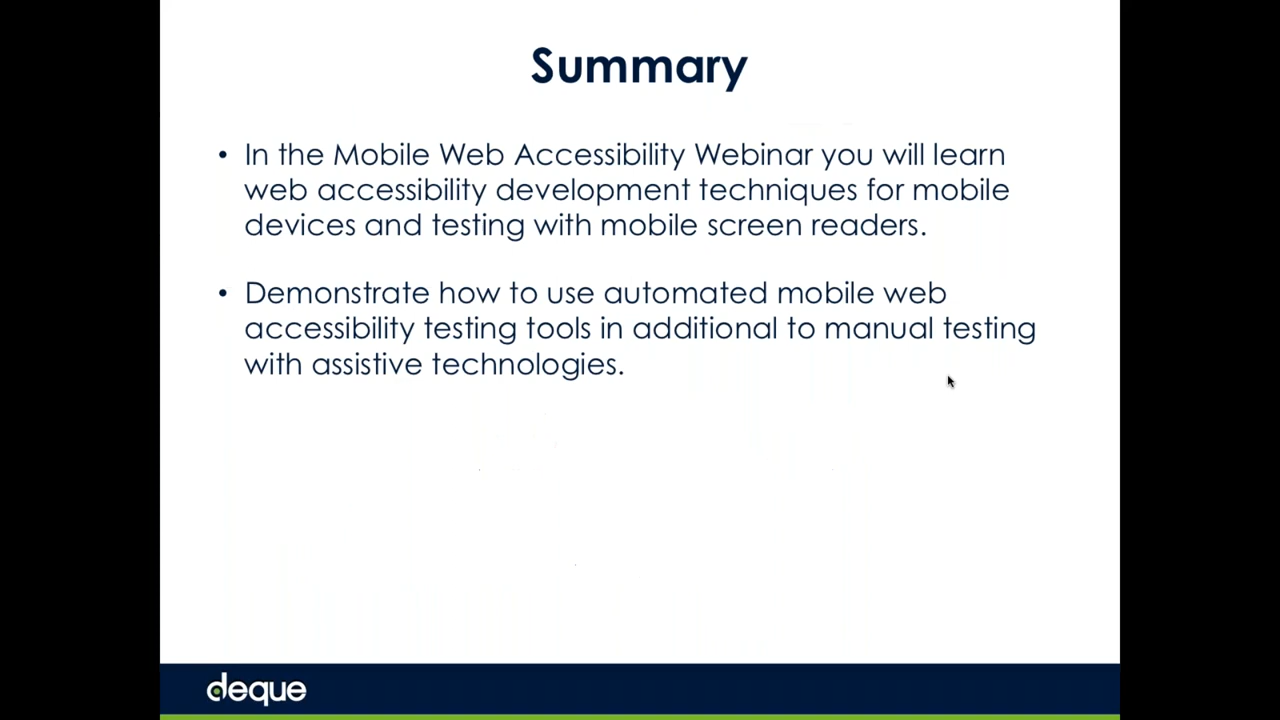 Summary
• In the Mobile Web Accessibility Webinar you will learn
web accessibility development techniques for mobile
devices and testing with mobile screen readers.
• Demonstrate how to use automated mobile web
accessibility testing tools in additional to manual testing
with assistive technologies.
deque